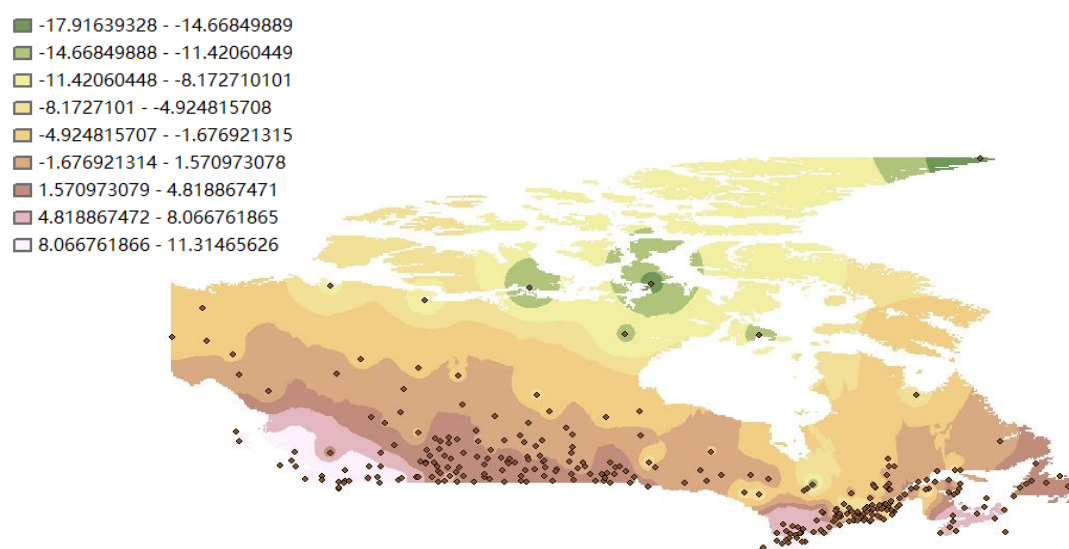 -17.91639328 - -14.66849889
-14.66849888 - -11.42060449
-11.42060448 - -8.172710101
-8.1727101 - -4.924815708
-4.924815707 - -1.676921315
-1.676921314 - 1.570973078
1.570973079 - 4.818867471
4.818867472 - 8.066761865
8.066761866 - 11.31465626